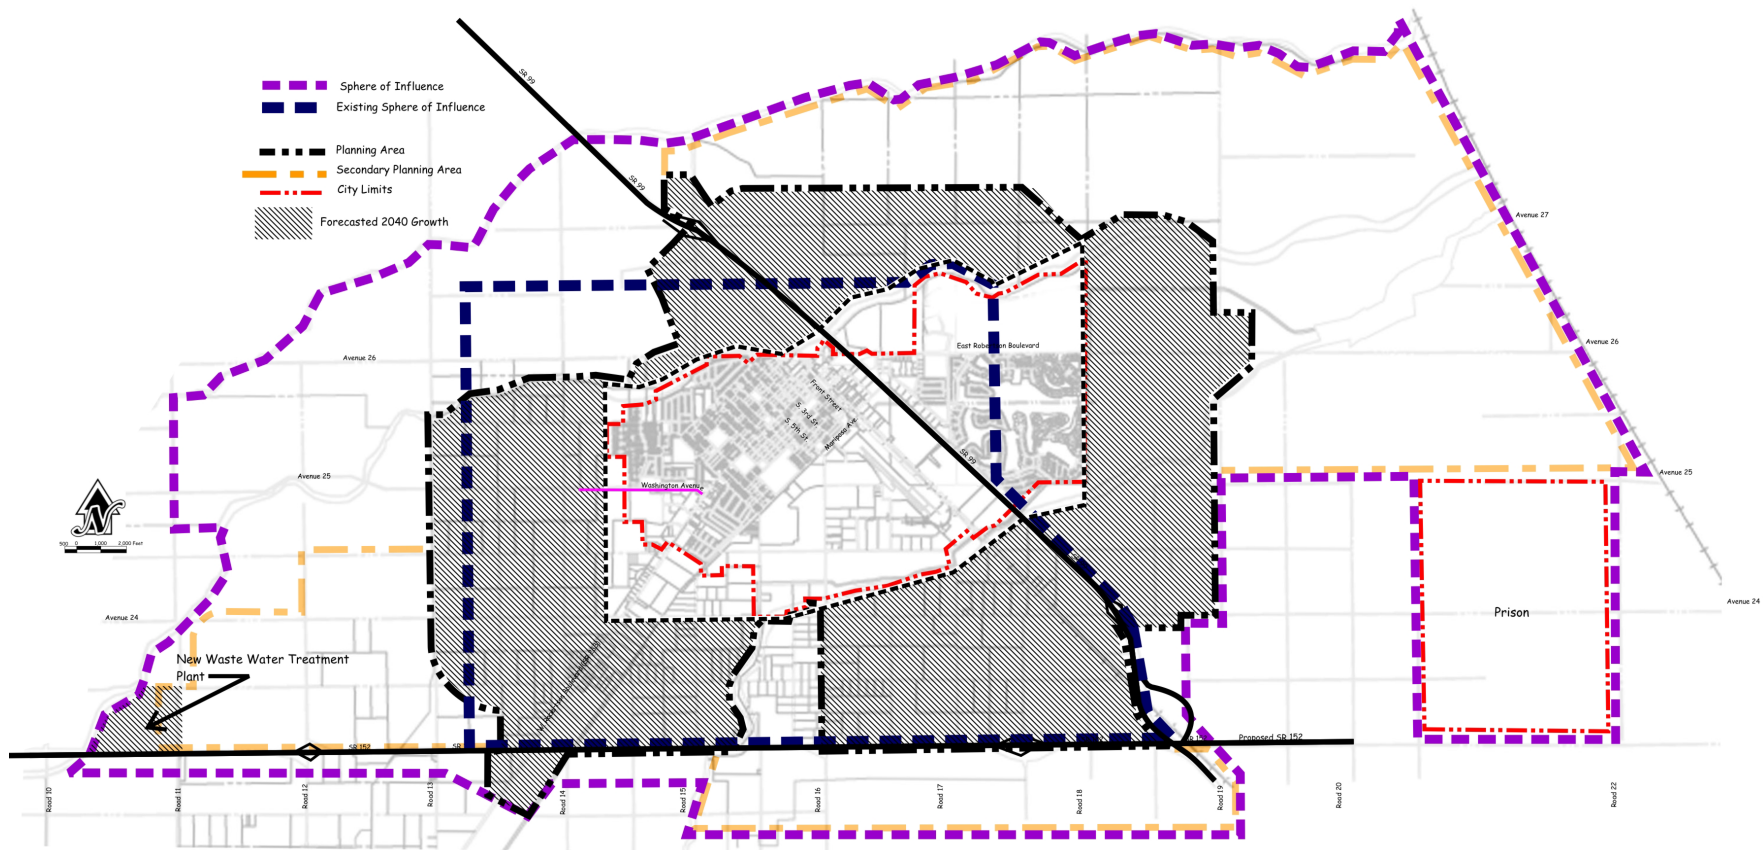 SR 99
Sphere of Influence
Existing Sphere of Influence
Planning Area
Secondary Planning Area
City Limits
Forecasted 2040 Growth
SR 99
Avenue 27
Avenue 26
East Robertson Boulevard
Avenue 26
Front Street
S. 3rd St
S. 5th St.
Mariposa Ave.
SR 99
Avenue 25
Avenue 25
Washington Avenue
N
500 0 1,000 2,000 Feet
Avenue 24
Prison
Avenue 24
New Waste Water Treatment
Plant
SR 152
SR
Proposed SR 152
Road 10
Road 11
Road 12
Road 13
Road 14
Road 15
Road 16
Road 17
Road 18
Road 19
Road 20
Road 22